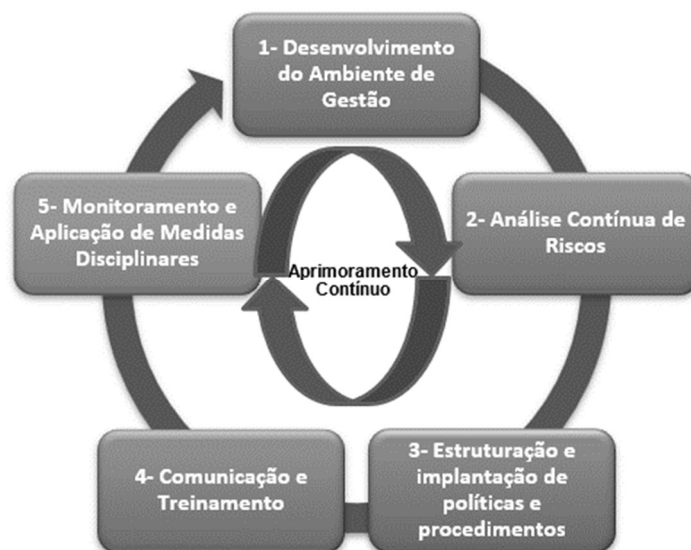 1- Desenvolvimento
do Ambiente de
Gestão
2- Análise Contínua de
Riscos
3- Estruturação e
implantação de
políticas e
procedimentos
4- Comunicação e
Treinamento
5- Monitoramento e
Aplicação de Medidas
Disciplinares
Aprimoramento
Contínuo